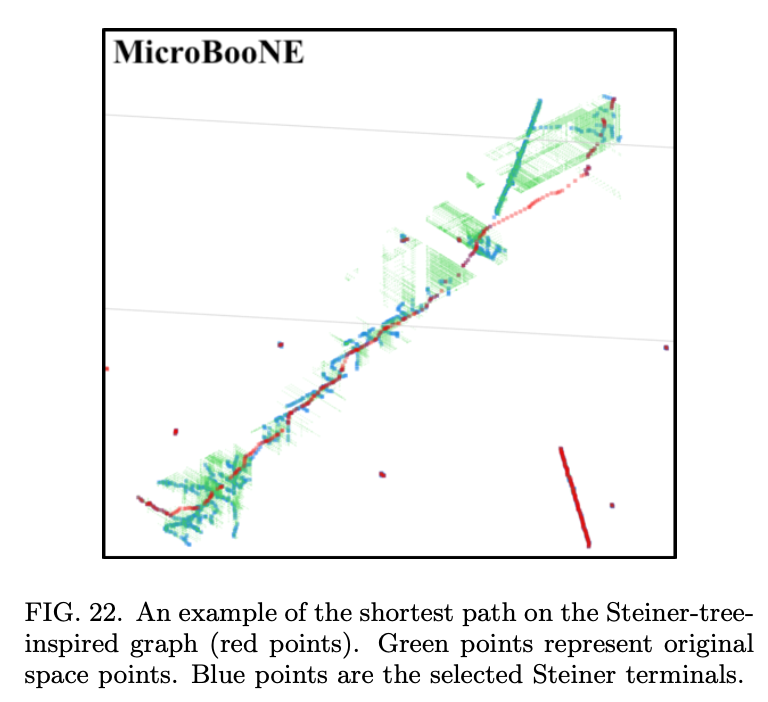 MicroBooNE
FIG. 22. An example of the shortest path on the Steiner-tree-
inspired graph (red points). Green points represent original
space points. Blue points are the selected Steiner terminals.